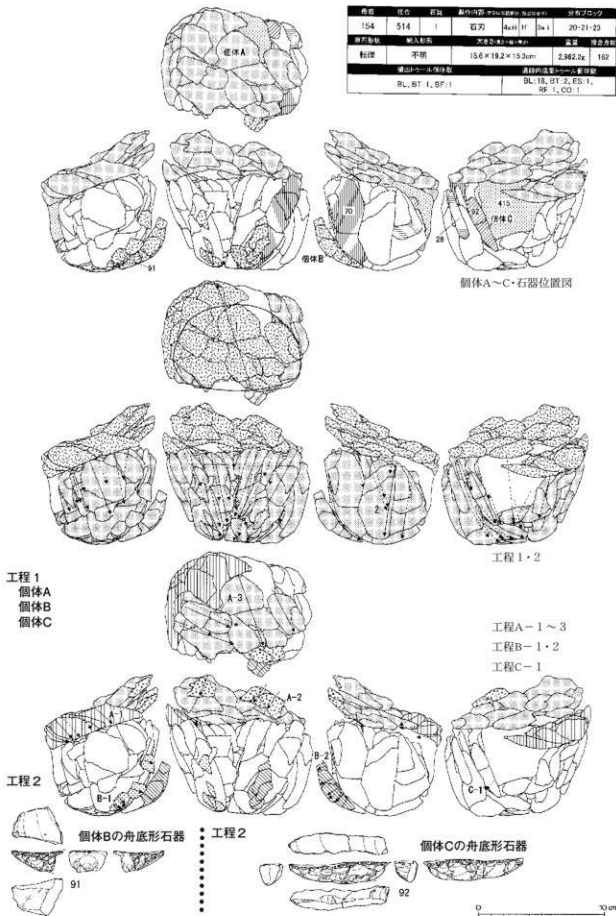 154 514 1 石刃 20-21-23
転礫 不明 18.6×19.2×15.3cm 2,962.2g 162
BL, BT:1, BF:1
BL:18, BT:2, ES:1,
RF:1, CO:1
個体A
70
92
415
個体C
28
91
個体B
個体A～C・石器位置図
2
工程1・2
工程1
個体A
個体B
個体C
A-3
工程A-1～3
工程B-1・2
工程C-1
A-2
B-2
B-1
C-1
工程2
個体Bの舟底形石器
91
工程2
個体Cの舟底形石器
92
0 10cm